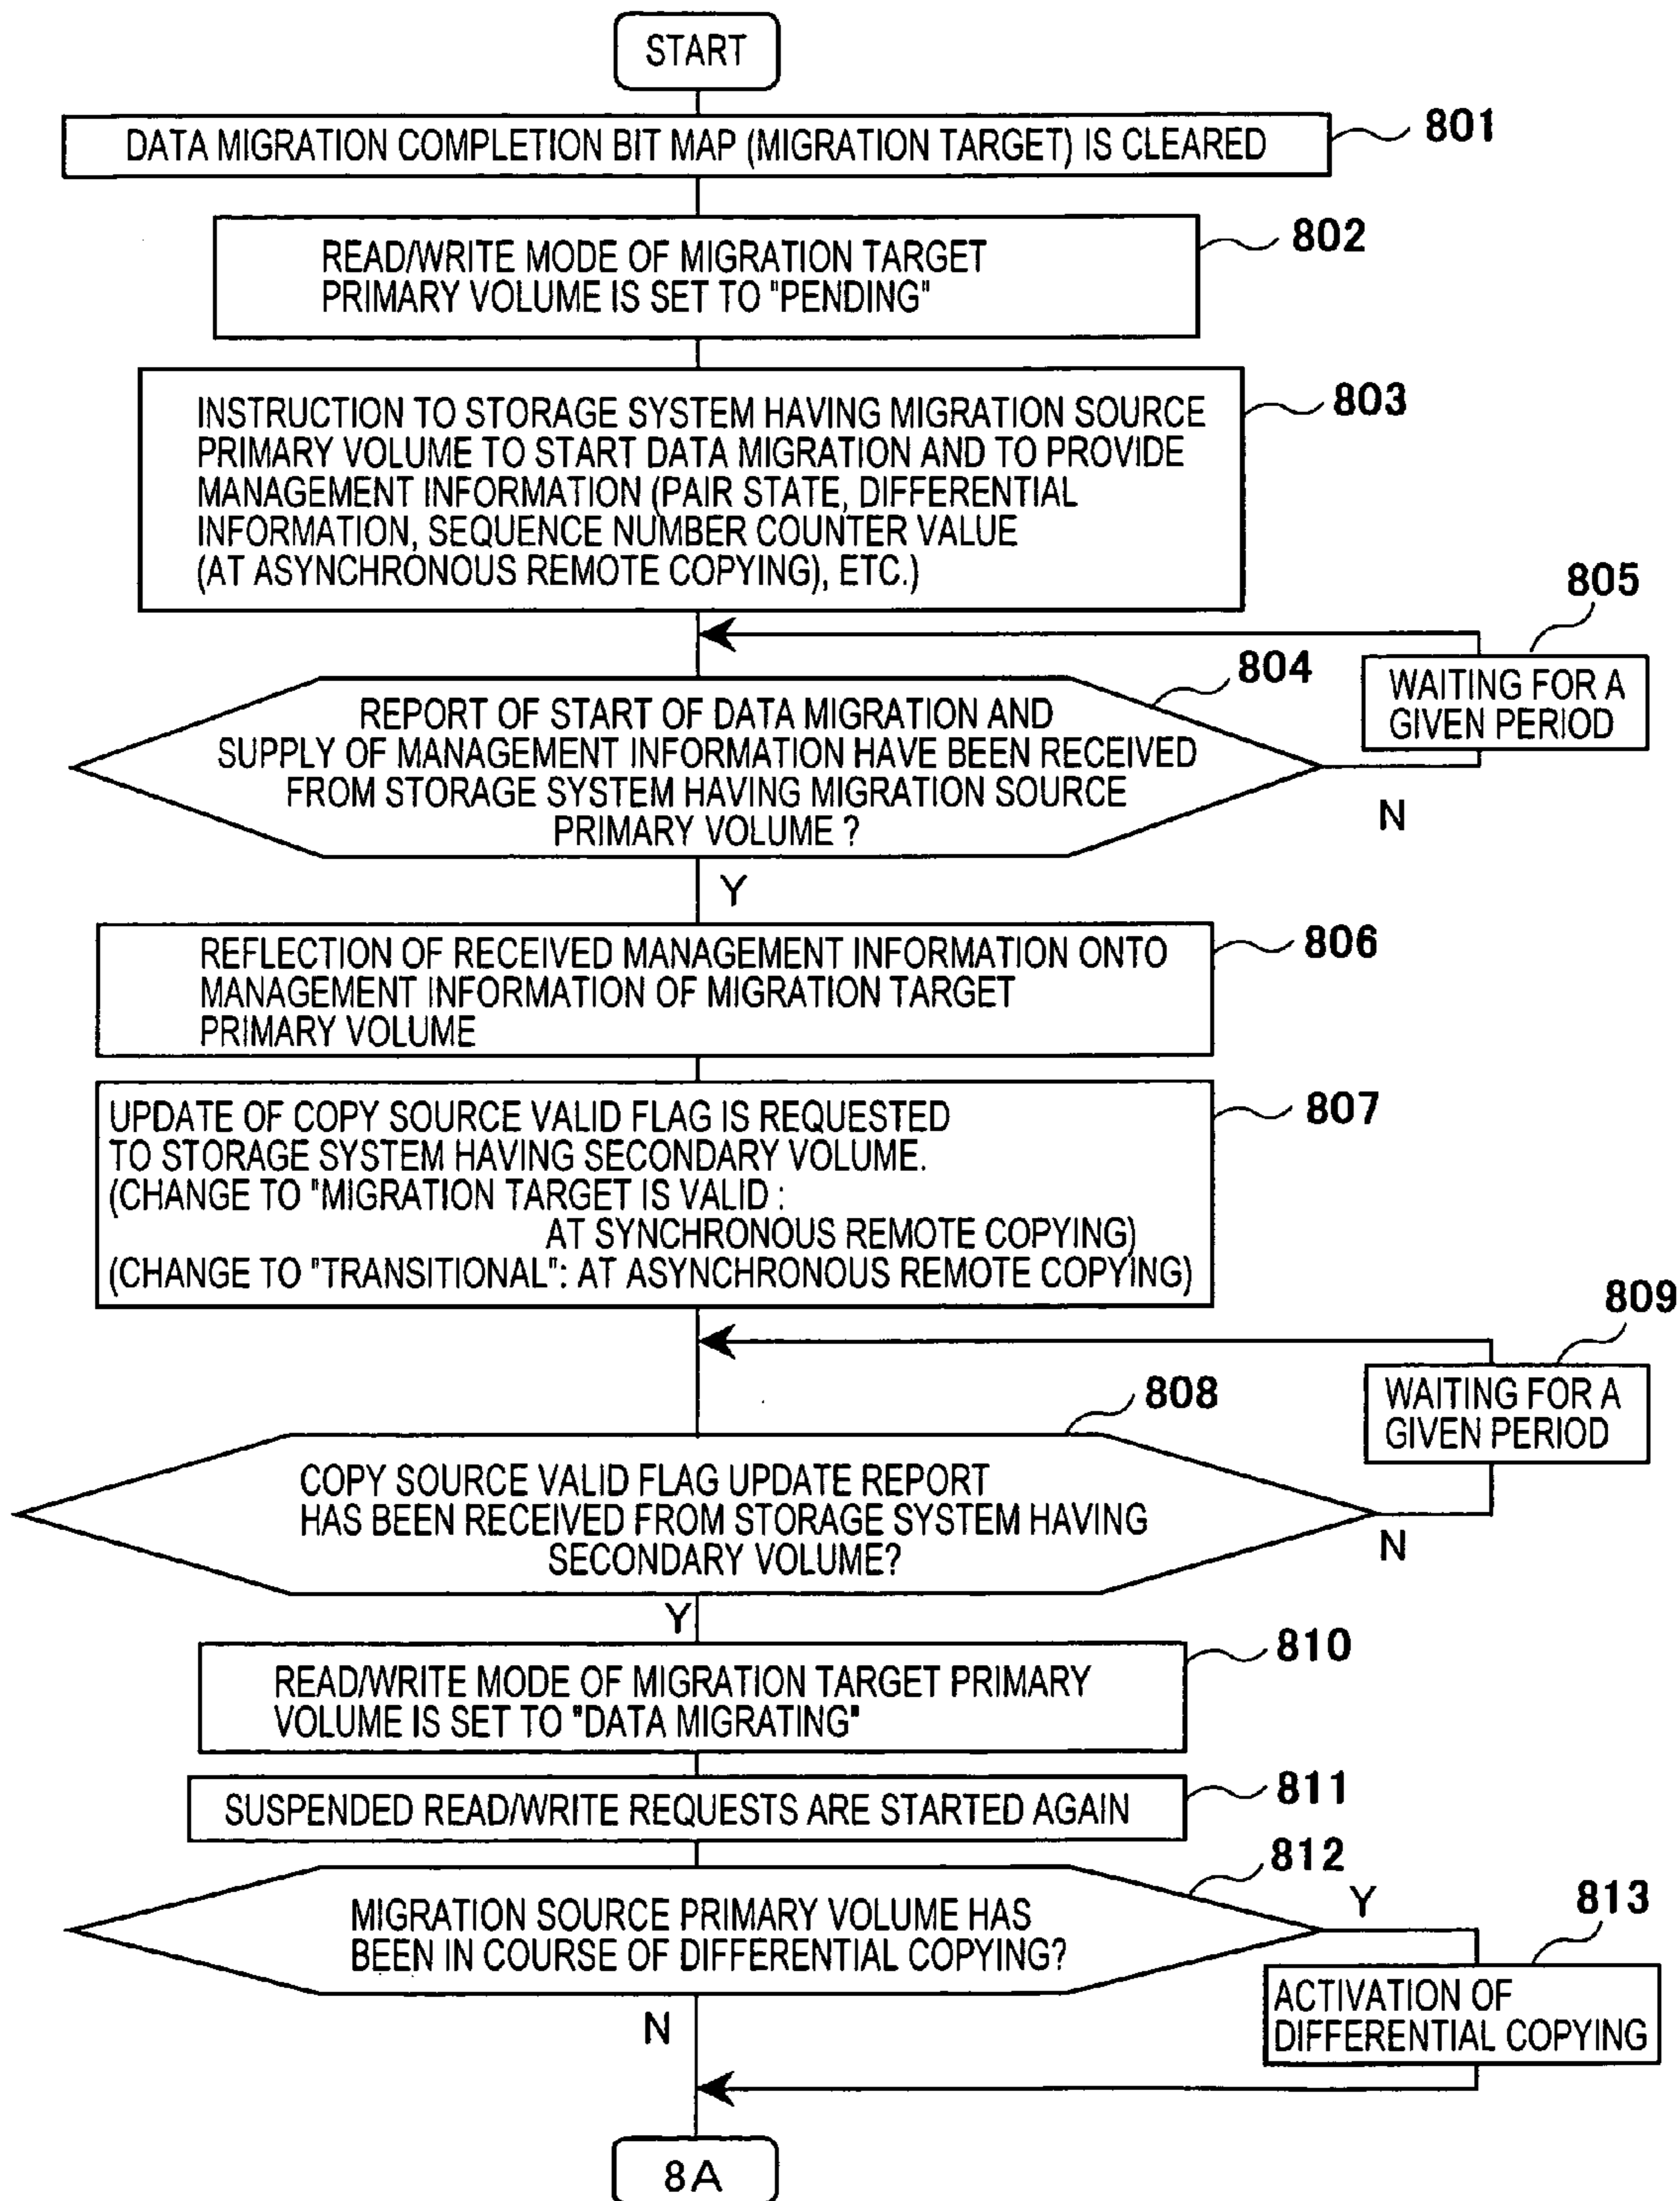 START
DATA MIGRATION COMPLETION BIT MAP (MIGRATION TARGET) IS CLEARED
801
READ/WRITE MODE OF MIGRATION TARGET
PRIMARY VOLUME IS SET TO "PENDING"
802
INSTRUCTION TO STORAGE SYSTEM HAVING MIGRATION SOURCE
PRIMARY VOLUME TO START DATA MIGRATION AND TO PROVIDE
MANAGEMENT INFORMATION (PAIR STATE, DIFFERENTIAL
INFORMATION, SEQUENCE NUMBER COUNTER VALUE
(AT ASYNCHRONOUS REMOTE COPYING), ETC.)
803
805
WAITING FOR A
GIVEN PERIOD
804
REPORT OF START OF DATA MIGRATION AND
SUPPLY OF MANAGEMENT INFORMATION HAVE BEEN RECEIVED
FROM STORAGE SYSTEM HAVING MIGRATION SOURCE
PRIMARY VOLUME ?
N
Y
REFLECTION OF RECEIVED MANAGEMENT INFORMATION ONTO
MANAGEMENT INFORMATION OF MIGRATION TARGET
PRIMARY VOLUME
806
UPDATE OF COPY SOURCE VALID FLAG IS REQUESTED
TO STORAGE SYSTEM HAVING SECONDARY VOLUME.
(CHANGE TO "MIGRATION TARGET IS VALID :
AT SYNCHRONOUS REMOTE COPYING)
(CHANGE TO "TRANSITIONAL": AT ASYNCHRONOUS REMOTE COPYING)
807
809
WAITING FOR A
GIVEN PERIOD
808
COPY SOURCE VALID FLAG UPDATE REPORT
HAS BEEN RECEIVED FROM STORAGE SYSTEM HAVING
SECONDARY VOLUME?
N
Y
READ/WRITE MODE OF MIGRATION TARGET PRIMARY
VOLUME IS SET TO "DATA MIGRATING"
810
SUSPENDED READ/WRITE REQUESTS ARE STARTED AGAIN
811
812
MIGRATION SOURCE PRIMARY VOLUME HAS
BEEN IN COURSE OF DIFFERENTIAL COPYING?
Y
813
ACTIVATION OF
DIFFERENTIAL COPYING
N
8A